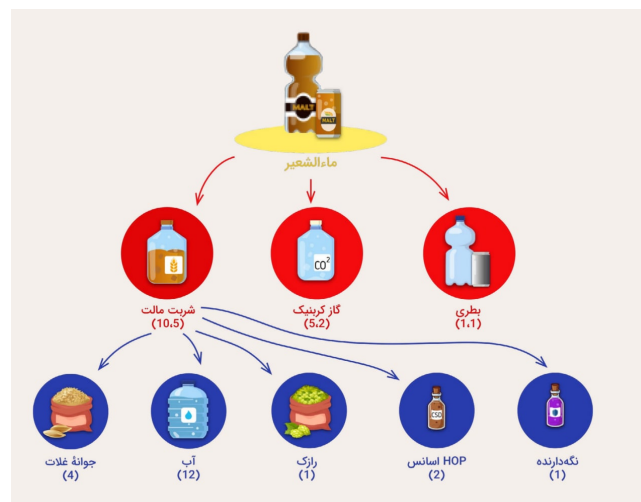 MALT
MALT
ماءالشعیر
شربت مالت
(10.5)
CO²
گاز کربنیک
(5.2)
بطری
(1.1)
جوانهٔ غلات
(4)
آب
(12)
رازک
(1)
HOP اسانس
(2)
نگه‌دارنده
(1)